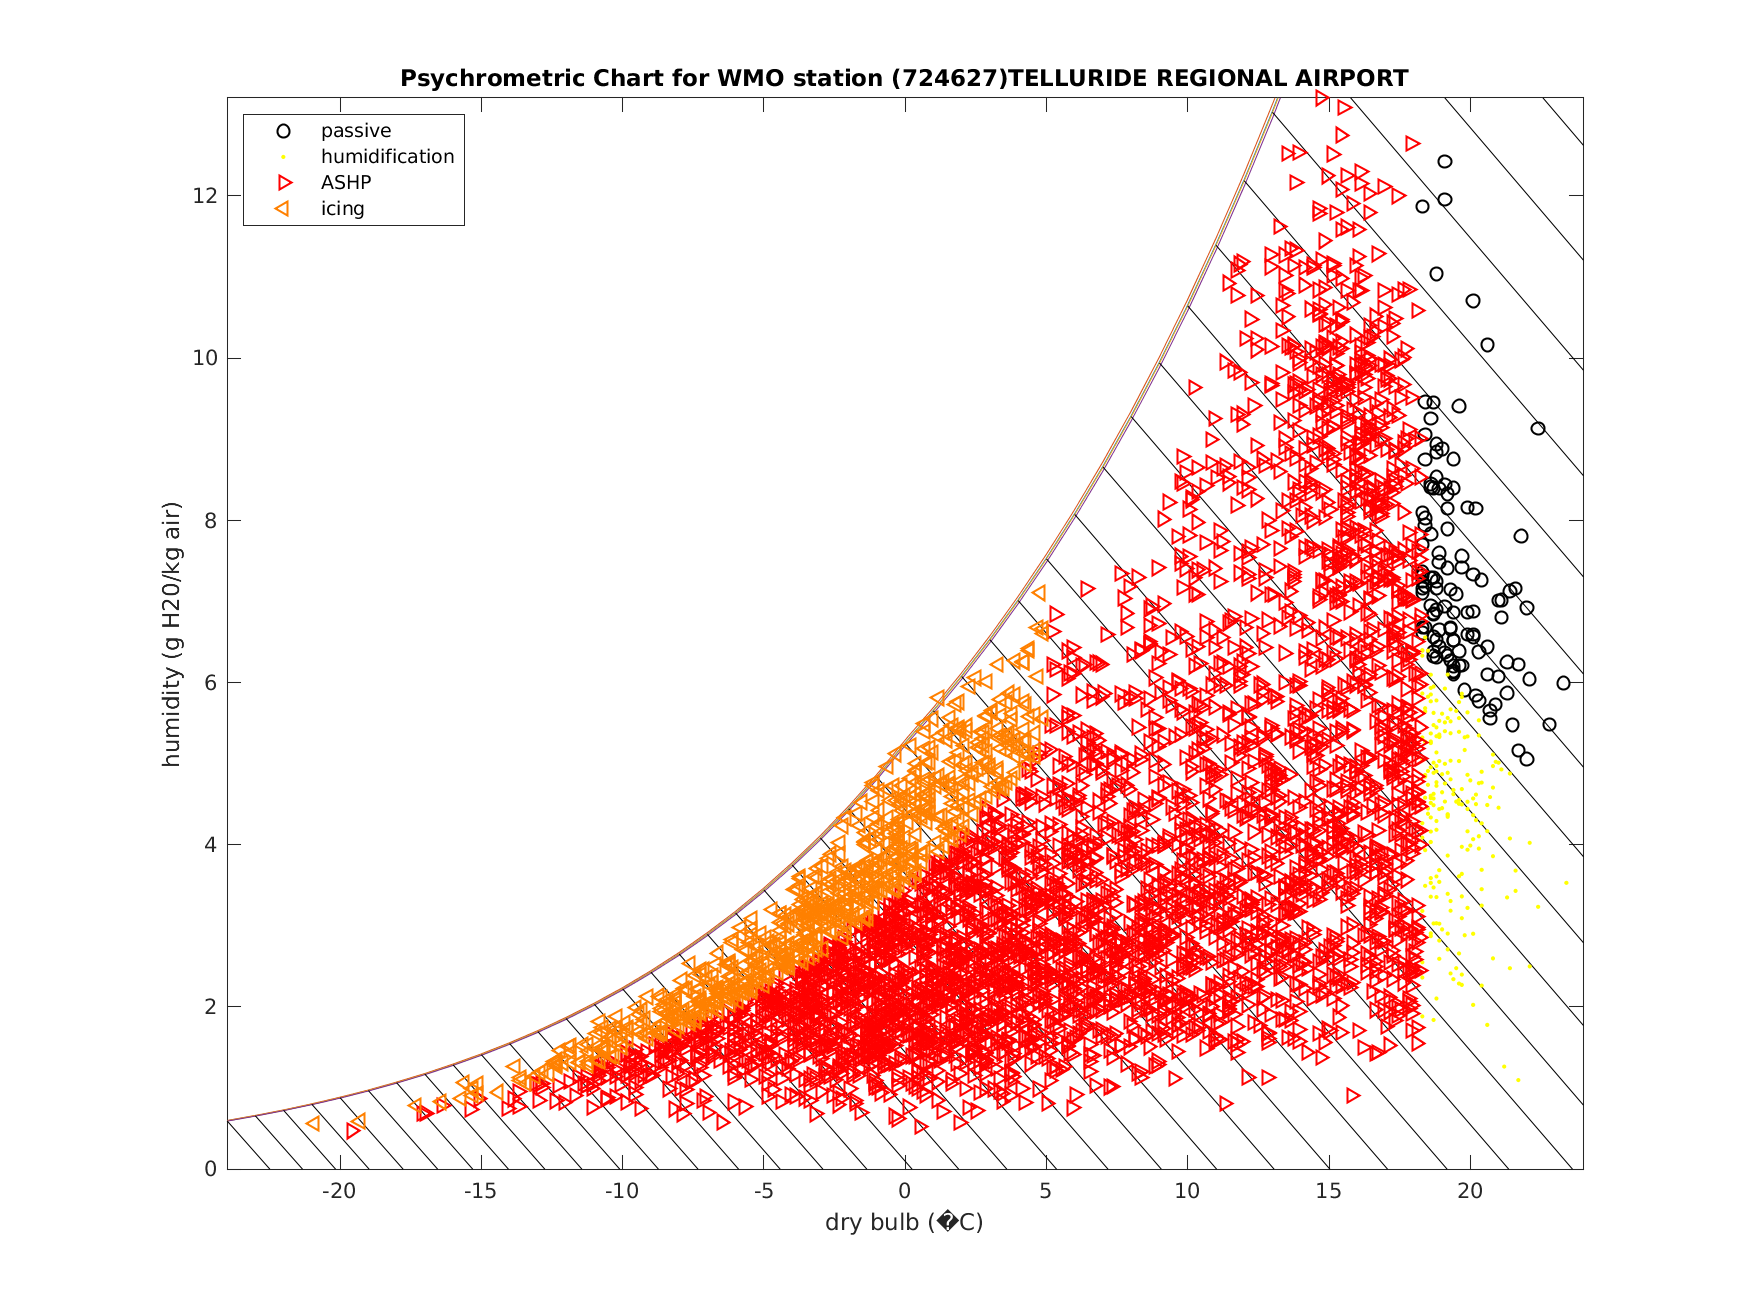 Psychrometric Chart for WMO station (724627)TELLURIDE REGIONAL AIRPORT
passive
humidification
ASHP
icing
humidity (g H20/kg air)
12
10
8
6
4
2
0
-20 -15 -10 -5 0 5 10 15 20
dry bulb (�C)